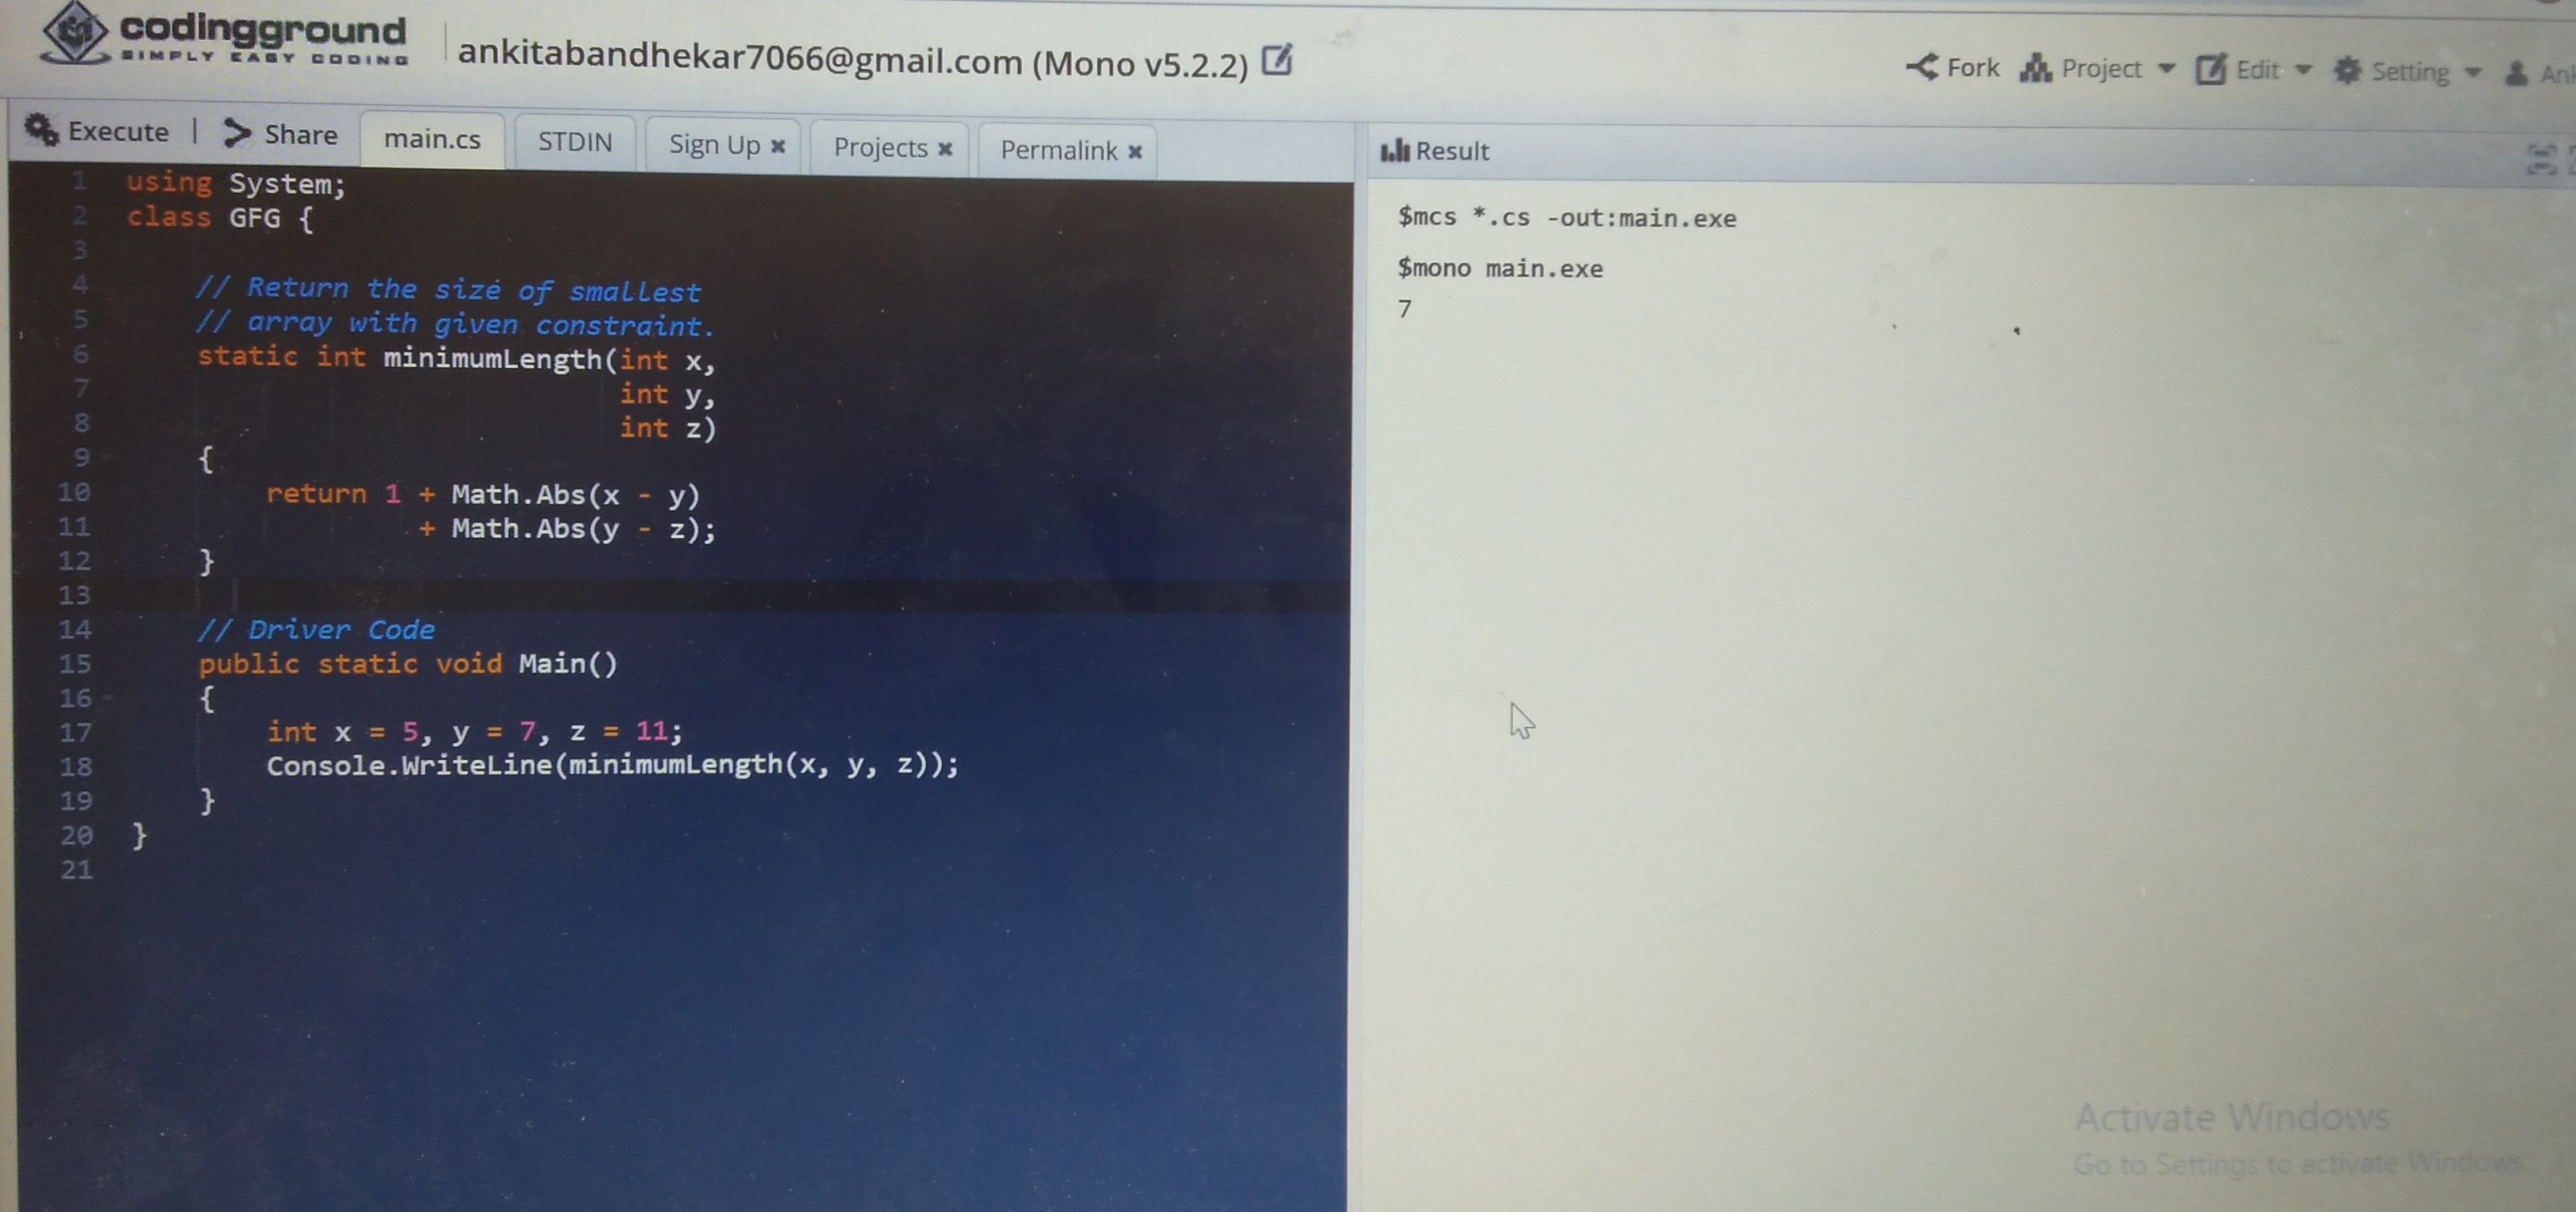 codingground
SIMPLY EASY CODING
ankitabandhekar7066@gmail.com (Mono v5.2.2)
Fork Project Edit Setting
Execute | Share main.cs STDIN Sign Up × Projects × Permalink ×
Result
1 using System;
2 class GFG {
3
4 // Return the size of smallest
5 // array with given constraint.
6 static int minimumLength(int x,
7 int y,
8 int z)
9 {
10 return 1 + Math.Abs(x - y)
11 + Math.Abs(y - z);
12 }
13
14 // Driver Code
15 public static void Main()
16 {
17 int x = 5, y = 7, z = 11;
18 Console.WriteLine(minimumLength(x, y, z));
19 }
20 }
21
$mcs *.cs -out:main.exe
$mono main.exe
7
Activate Windows
Go to Settings to activate Windows.